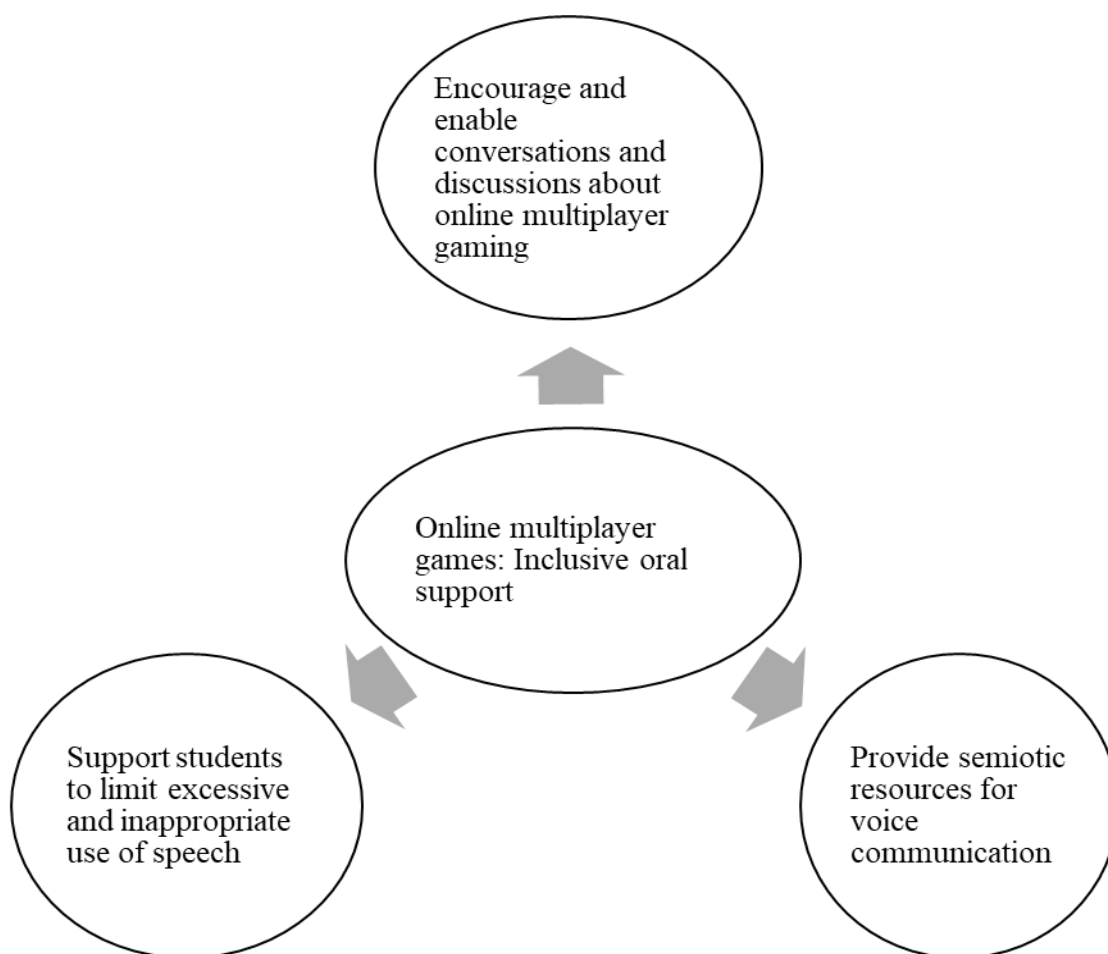 Encourage and
enable
conversations and
discussions about
online multiplayer
gaming
Online multiplayer
games: Inclusive oral
support
Support students
to limit excessive
and inappropriate
use of speech
Provide semiotic
resources for
voice
communication